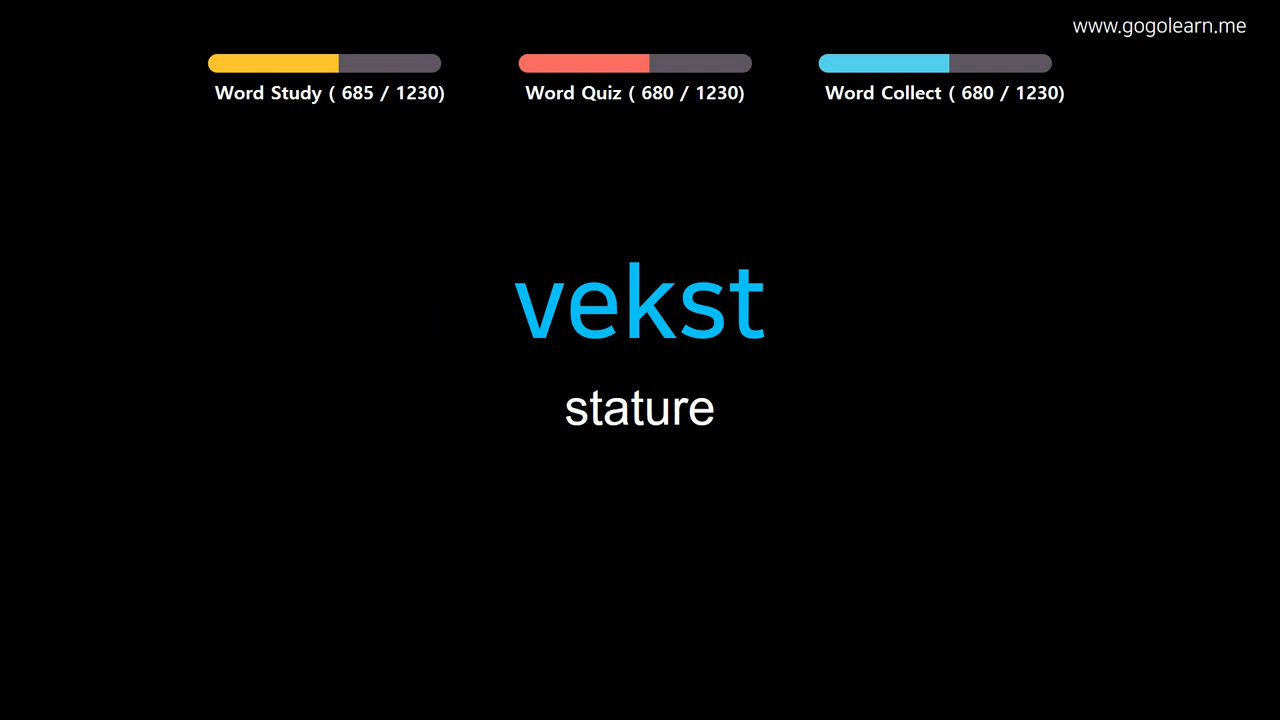 www.gogolearn.me
Word Study ( 685 / 1230)
Word Quiz ( 680 / 1230)
Word Collect ( 680 / 1230)
vekst
stature